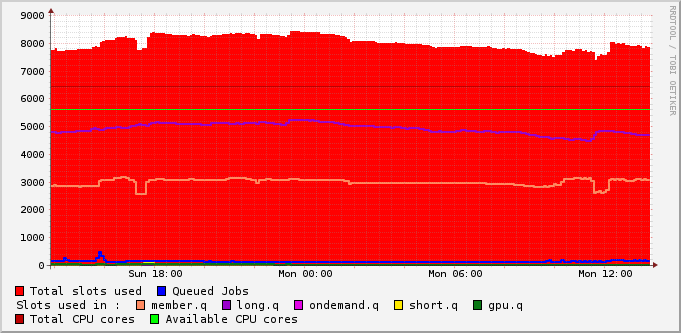 9000
8000
7000
6000
5000
4000
3000
2000
1000
0
Sun 18:00 Mon 00:00 Mon 06:00 Mon 12:00
RRDTOOL / TOBI OETIKER
Total slots used Queued Jobs
Slots used in : member.q long.q ondemand.q short.q gpu.q
Total CPU cores Available CPU cores